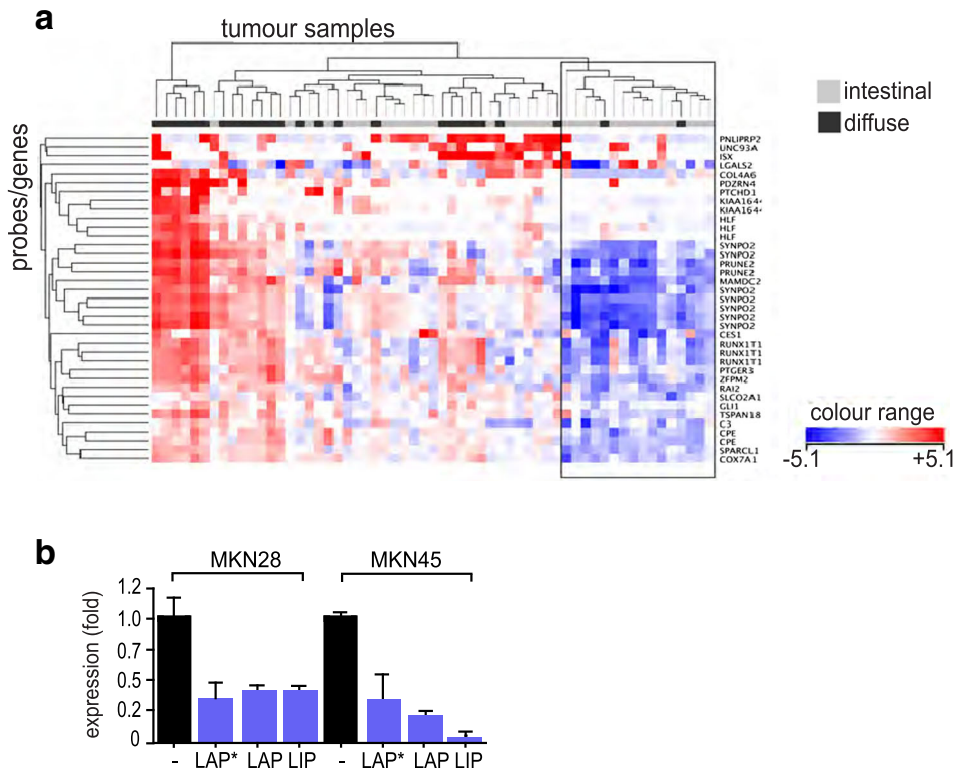 a
tumour samples
intestinal
diffuse
probes/genes
PNLIPRP2
UNC93A
ISX
LGALS2
COL4A6
PDZRN4
PTCHD1
KIAA164
KIAA164
HLF
HLF
HLF
SYNPO2
SYNPO2
PRUNE2
PRUNE2
MAMDC2
SYNPO2
SYNPO2
SYNPO2
SYNPO2
SYNPO2
CES1
RUNX1T1
RUNX1T1
RUNX1T1
PTGER3
ZFPM2
RAI2
SLCO2A1
GLI1
TSPAN18
C3
CPE
CPE
SPARCL1
COX7A1
colour range
-5.1 +5.1
b
MKN28 MKN45
expression (fold)
1.2
1.0
0.7
0.5
0.2
0
- LAP* LAP LIP - LAP* LAP LIP